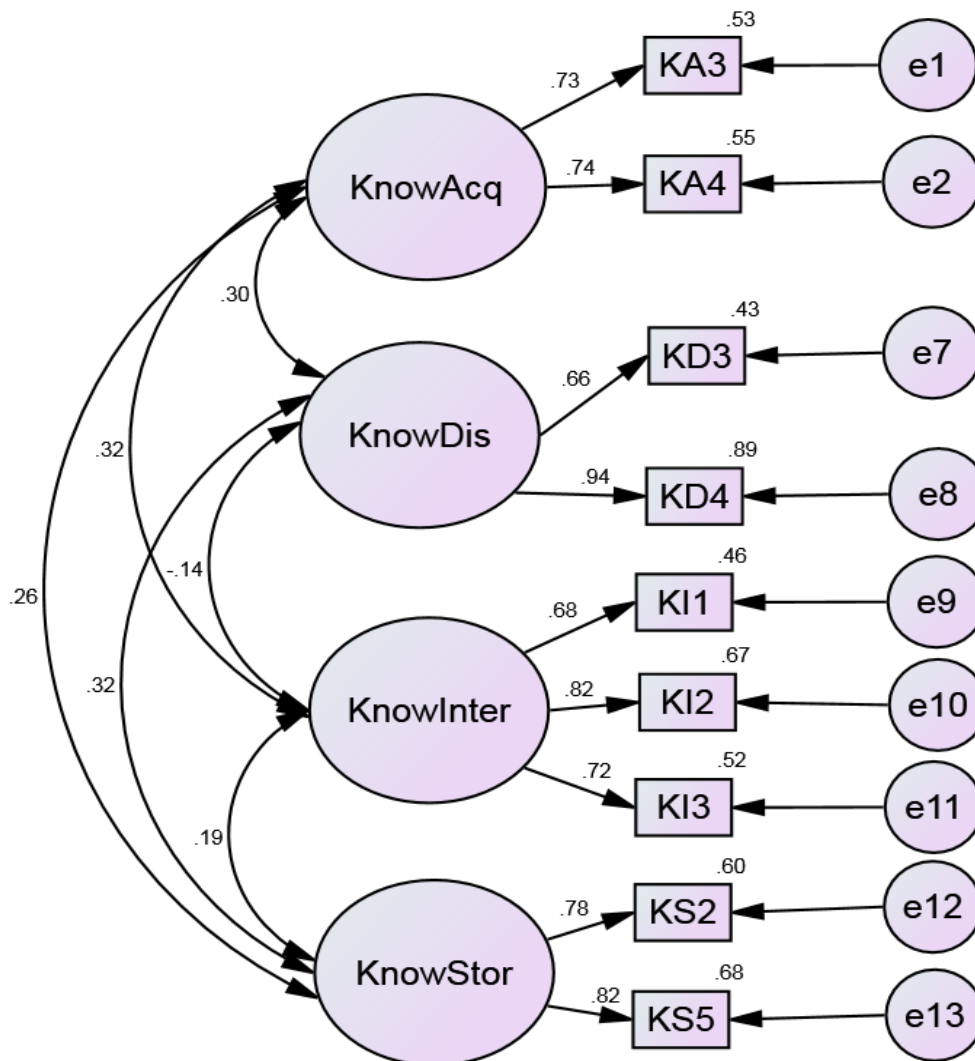 .53
KA3
e1
.73
.55
KA4
e2
.74
KnowAcq
.30
.43
KD3
e7
.66
KnowDis
.32
.89
KD4
e8
.94
-.14
.26
.46
KI1
e9
.68
.67
KI2
e10
.82
KnowInter
.32
.52
KI3
e11
.72
.19
.60
KS2
e12
.78
KnowStor
.68
KS5
e13
.82